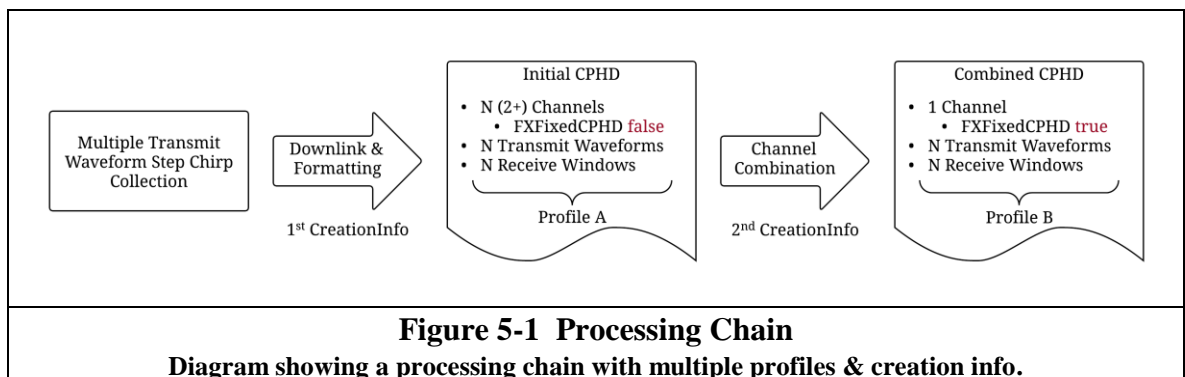 Multiple Transmit
Waveform Step Chirp
Collection
Downlink &
Formatting
1st CreationInfo
Initial CPHD
• N (2+) Channels
• FXFixedCPHD false
• N Transmit Waveforms
• N Receive Windows
Profile A
Channel
Combination
2nd CreationInfo
Combined CPHD
• 1 Channel
• FXFixedCPHD true
• N Transmit Waveforms
• N Receive Windows
Profile B
Figure 5-1 Processing Chain
Diagram showing a processing chain with multiple profiles & creation info.